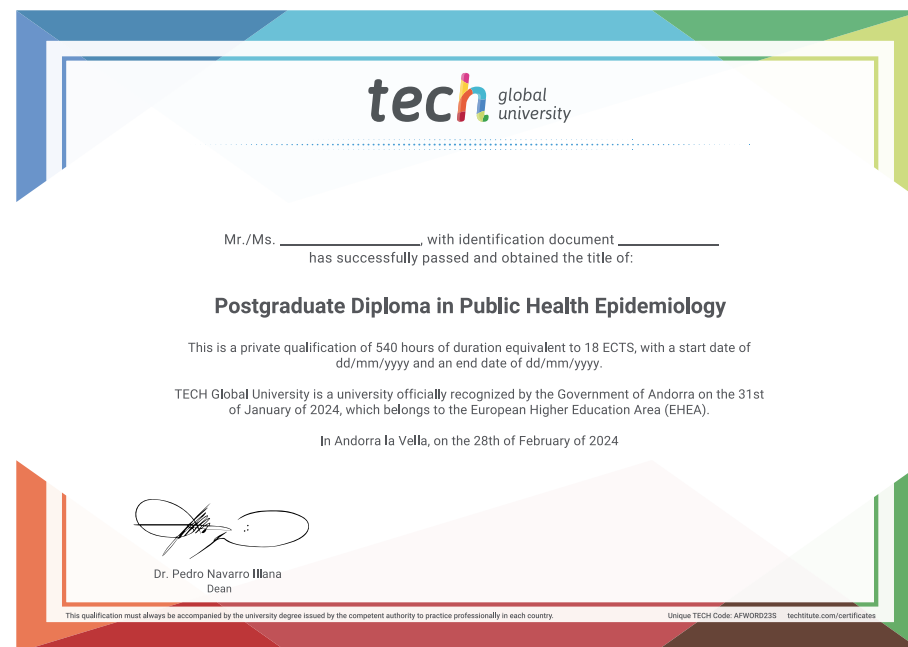 tech global university
Mr./Ms. ____________________, with identification document ______________
has successfully passed and obtained the title of:
Postgraduate Diploma in Public Health Epidemiology
This is a private qualification of 540 hours of duration equivalent to 18 ECTS, with a start date of
dd/mm/yyyy and an end date of dd/mm/yyyy.
TECH Global University is a university officially recognized by the Government of Andorra on the 31st
of January of 2024, which belongs to the European Higher Education Area (EHEA).
In Andorra la Vella, on the 28th of February of 2024
Dr. Pedro Navarro Illana
Dean
This qualification must always be accompanied by the university degree issued by the competent authority to practice professionally in each country. Unique TECH Code: AFWORD23S techtitute.com/certificates